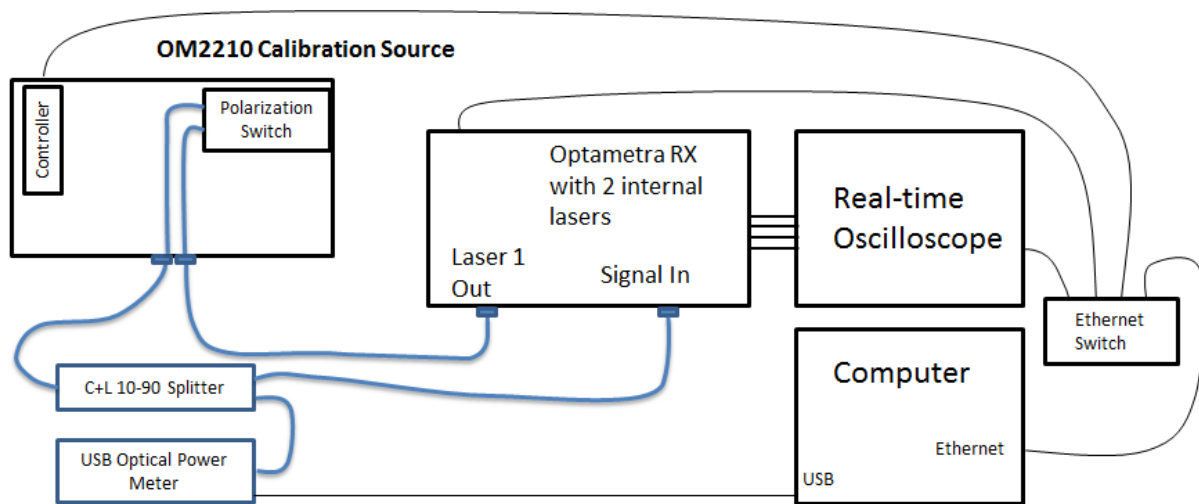 OM2210 Calibration Source
Controller
Polarization
Switch
Optametra RX
with 2 internal
lasers
Laser 1
Out
Signal In
Real-time
Oscilloscope
Ethernet
Switch
C+L 10-90 Splitter
USB Optical Power
Meter
Computer
Ethernet
USB